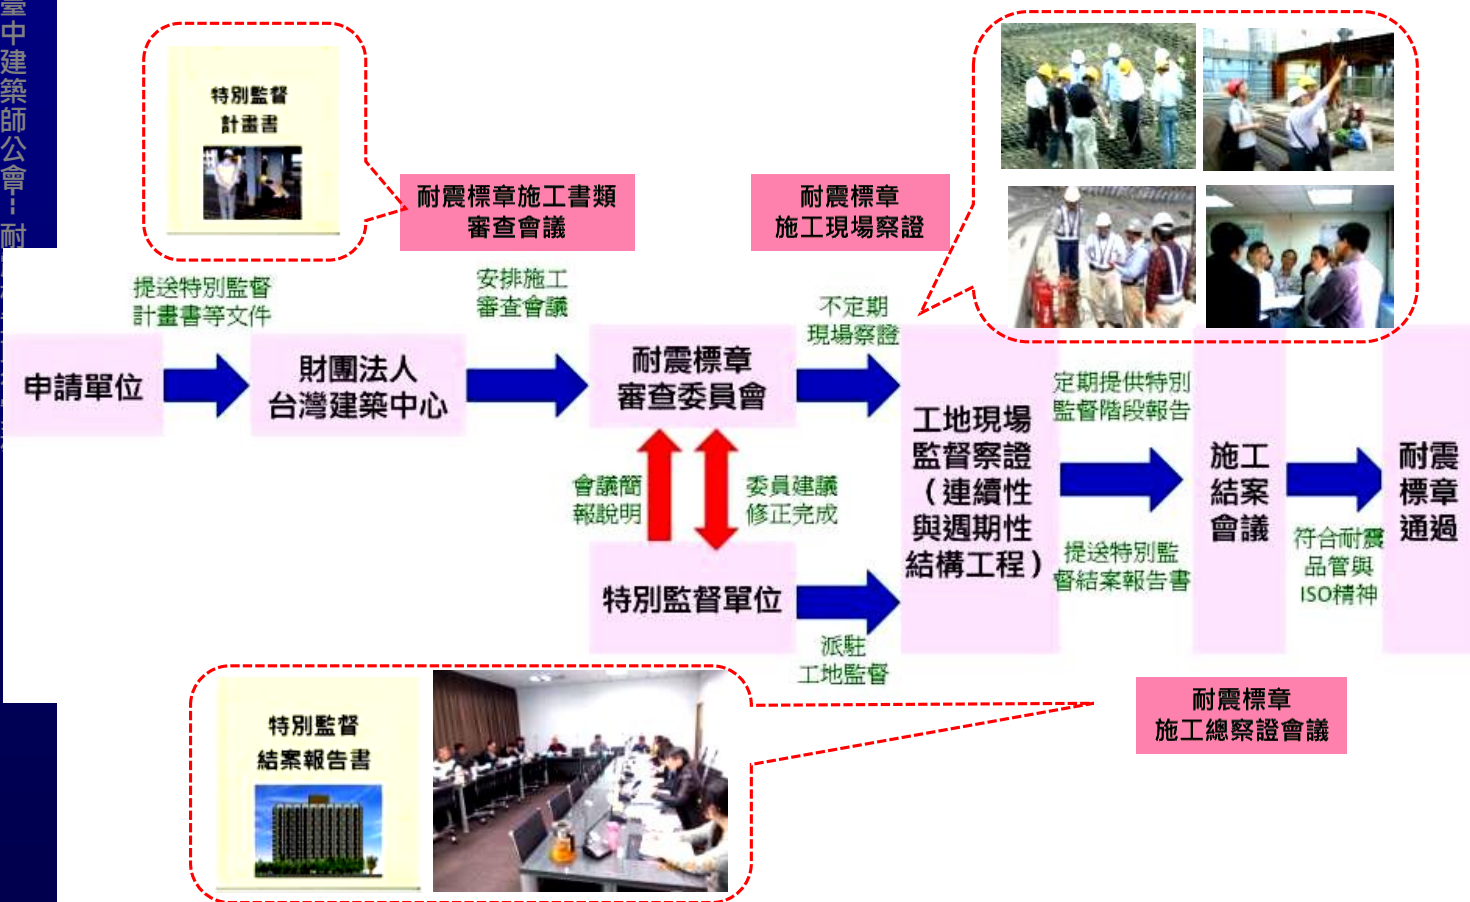 臺中建築師公會---耐
特別監督
計畫書
耐震標章施工書類
審查會議
耐震標章
施工現場察證
提送特別監督
計畫書等文件
安排施工
審查會議
不定期
現場察證
申請單位
財團法人
台灣建築中心
耐震標章
審查委員會
會議簡
報說明
委員建議
修正完成
特別監督單位
派駐
工地監督
工地現場
監督察證
（連續性
與週期性
結構工程）
定期提供特別
監督階段報告
提送特別監
督結案報告書
施工
結案
會議
符合耐震
品管與
ISO精神
耐震
標章
通過
特別監督
結案報告書
耐震標章
施工總察證會議